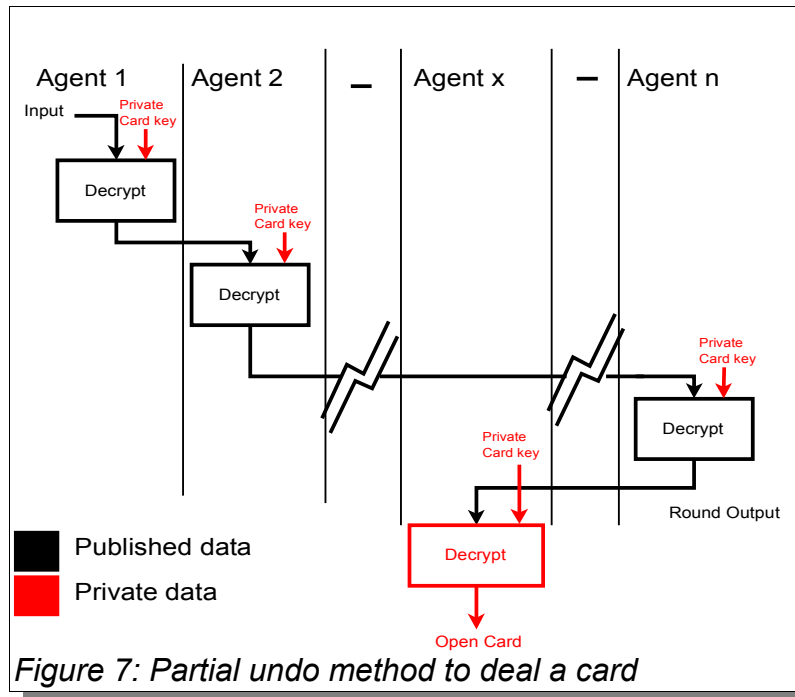 Agent 1
Agent 2
–
Agent x
–
Agent n
Input
Private
Card key
Decrypt
Private
Card key
Decrypt
Private
Card key
Decrypt
Private
Card key
Round Output
Decrypt
Open Card
Published data
Private data
Figure 7: Partial undo method to deal a card